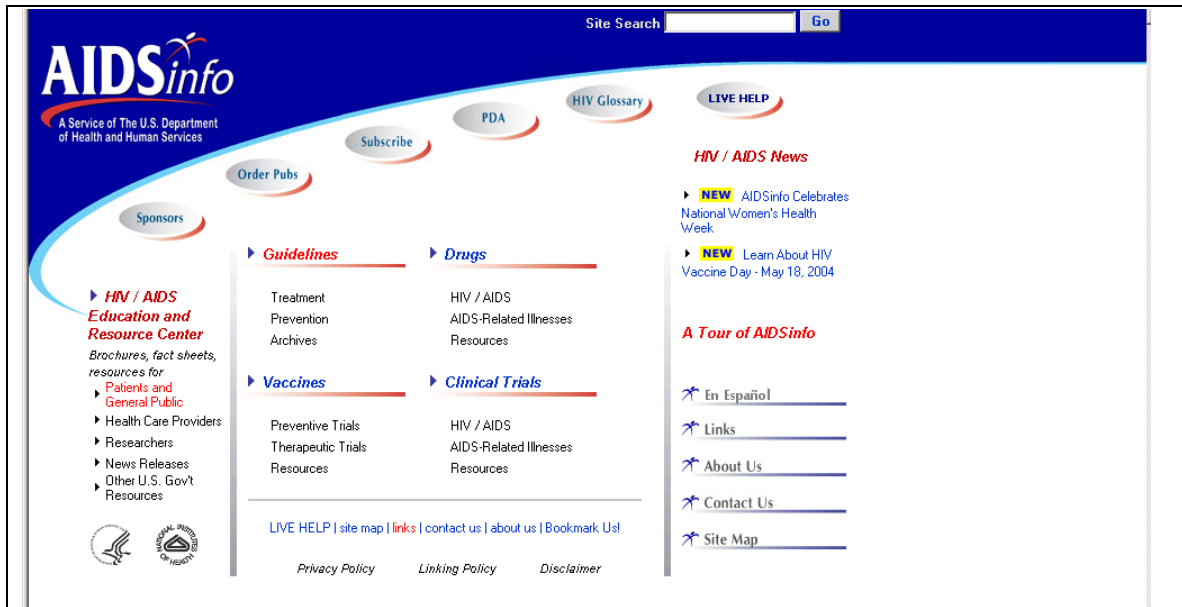 Site Search
Go
AIDSinfo
A Service of The U.S. Department
of Health and Human Services
Sponsors
Order Pubs
Subscribe
PDA
HIV Glossary
LIVE HELP
HIV / AIDS
Education and
Resource Center
Brochures, fact sheets,
resources for
Patients and
General Public
Health Care Providers
Researchers
News Releases
Other U.S. Gov't
Resources
NATIONAL INSTITUTES
OF HEALTH
Guidelines
Treatment
Prevention
Archives
Drugs
HIV / AIDS
AIDS-Related Illnesses
Resources
Vaccines
Preventive Trials
Therapeutic Trials
Resources
Clinical Trials
HIV / AIDS
AIDS-Related Illnesses
Resources
LIVE HELP | site map | links | contact us | about us | Bookmark Us!
Privacy Policy Linking Policy Disclaimer
HIV / AIDS News
NEW AIDSinfo Celebrates
National Women's Health
Week
NEW Learn About HIV
Vaccine Day - May 18, 2004
A Tour of AIDSinfo
En Español
Links
About Us
Contact Us
Site Map